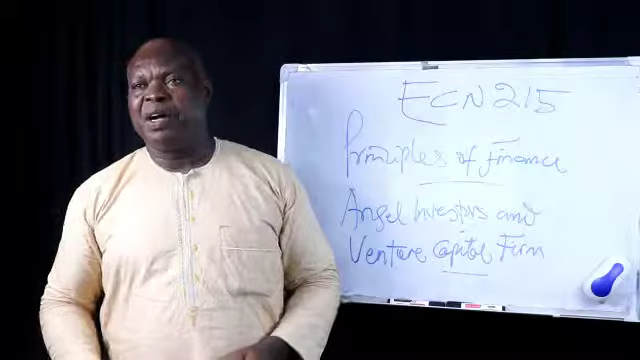 ECN 215
Principles of finance
Angel Investors and
Venture Capital Firm